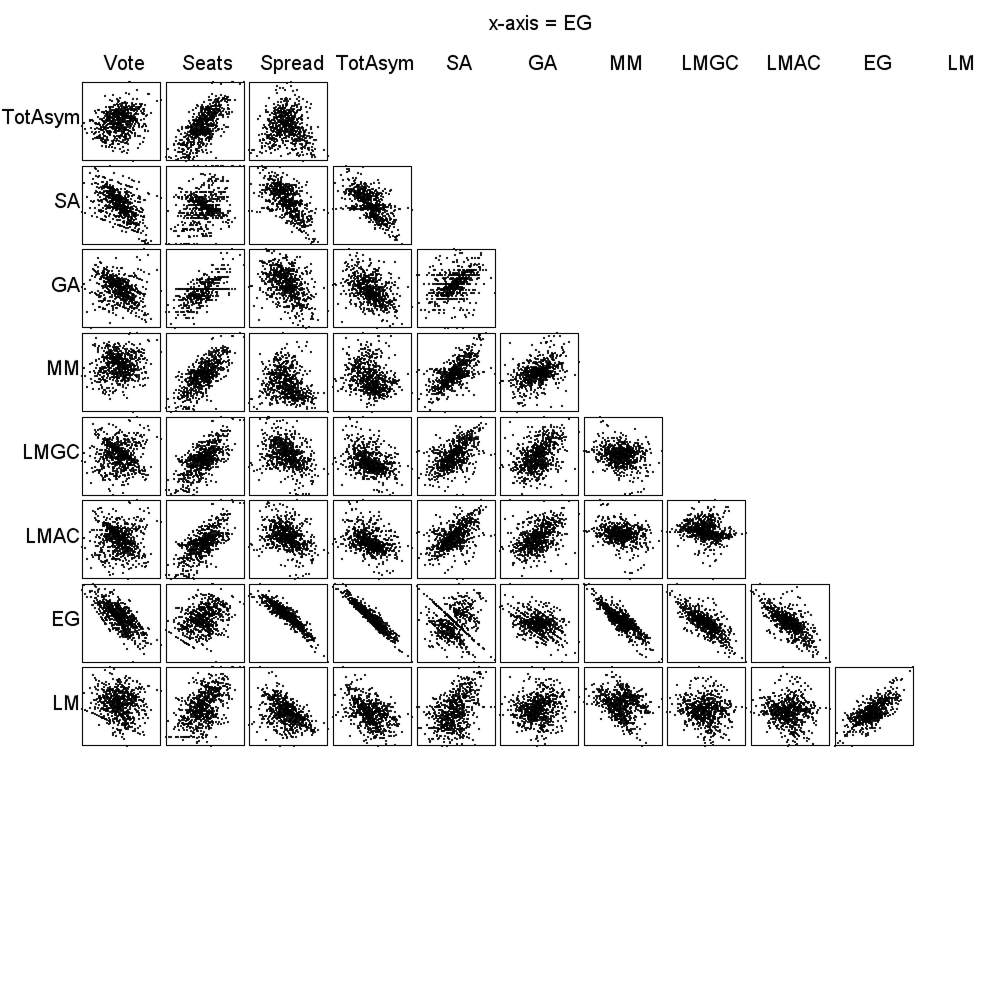 x-axis = EG
Vote Seats Spread TotAsym SA GA MM LMGC LMAC EG LM
TotAsym
SA
GA
MM
LMGC
LMAC
EG
LM